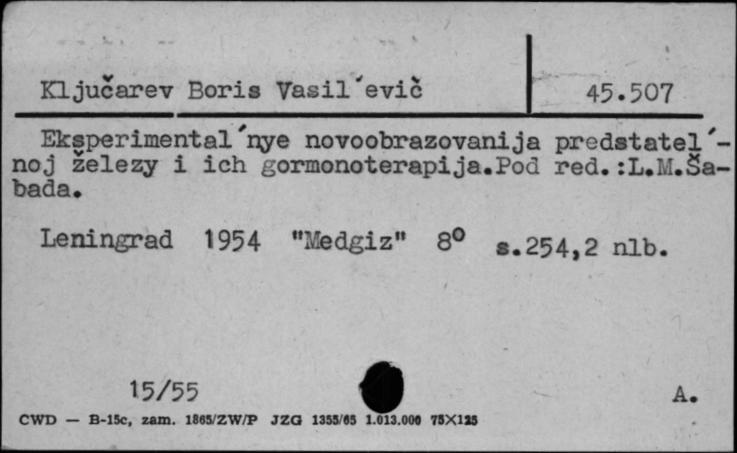 Ključarev Boris Vasil´evič
45.507
Eksperimental´nye novoobrazovanija predstatel´-
noj železy i ich gormonoterapija.Pod red.:L.M.Ša-
bada.
Leningrad 1954 "Medgiz" 8º s.254,2 nlb.
15/55
A.
CWD — B-15c, zam. 1865/ZW/P JZG 1355/65 1.013.000 75X125